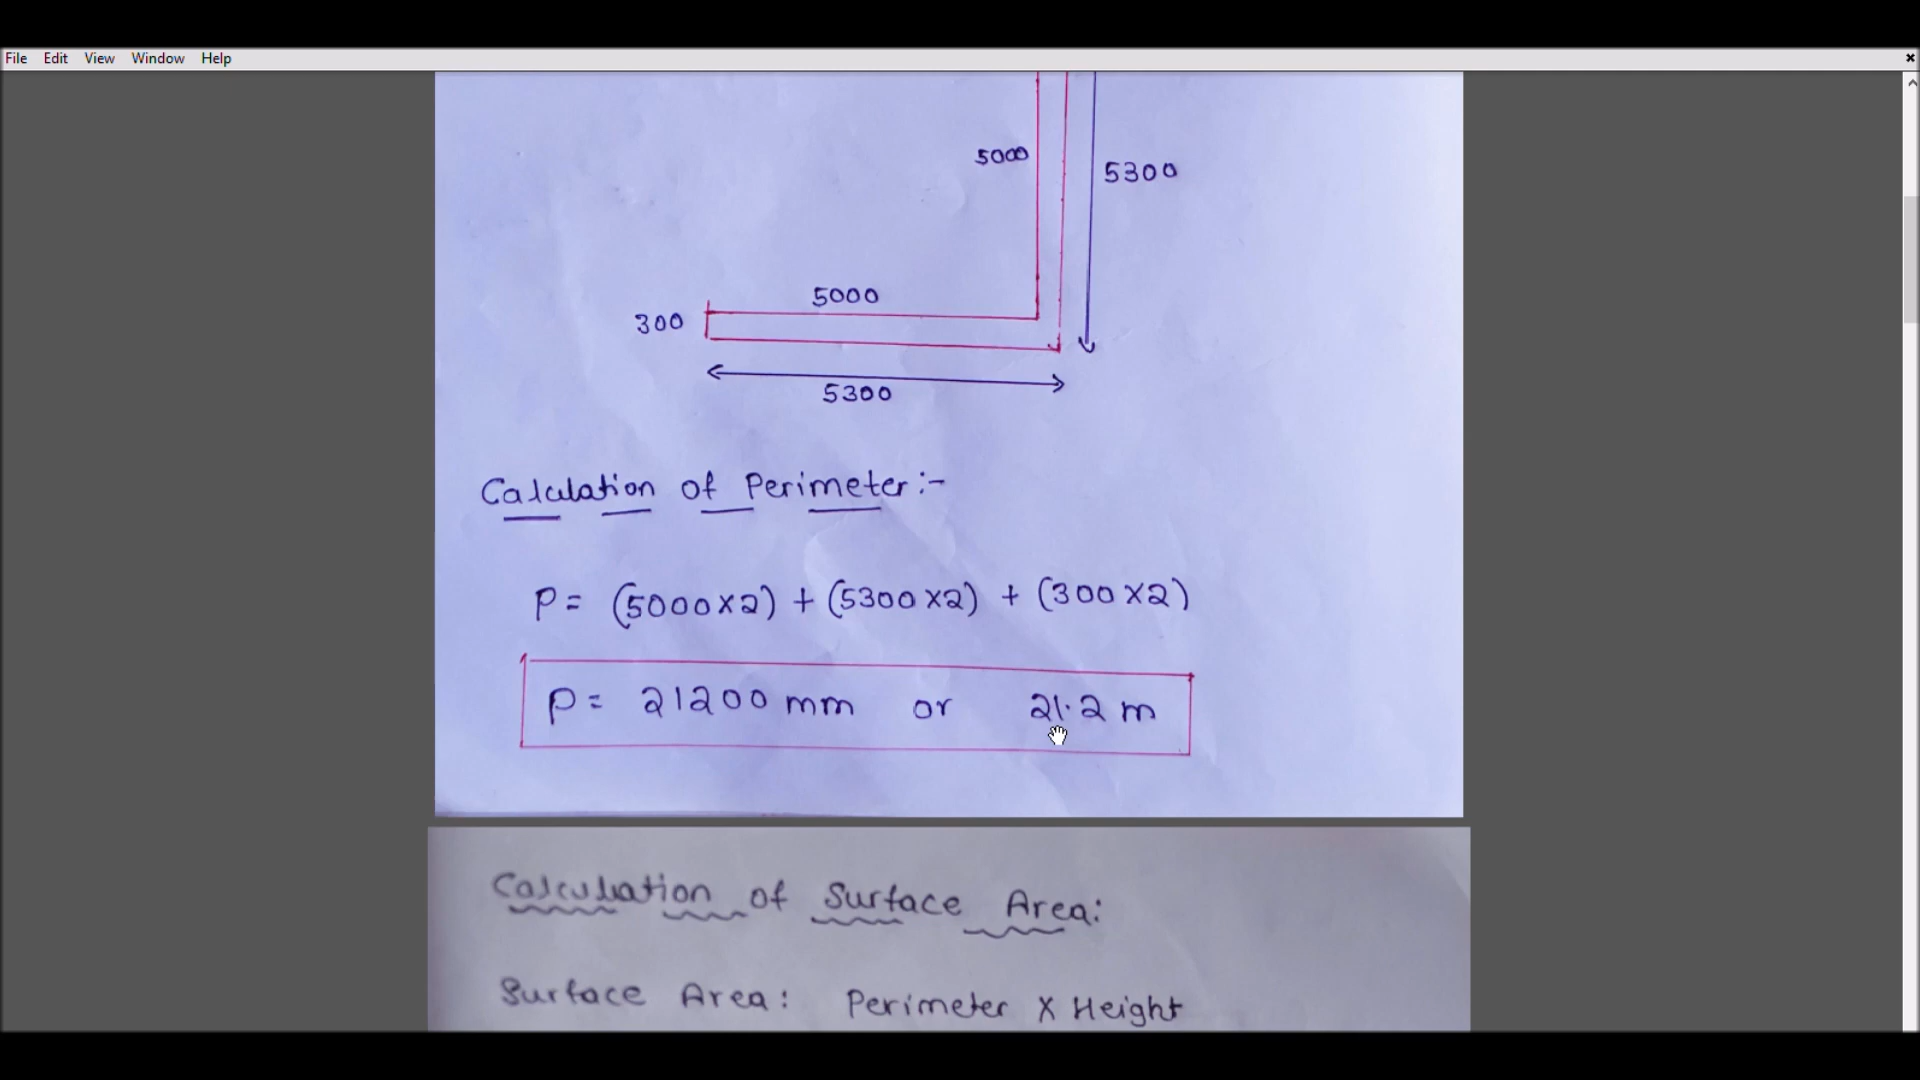 File Edit View Window Help
5000
5300
5000
300
5300
Calculation of Perimeter:-
P= (5000x2) + (5300x2) + (300x2)
P= 21200 mm or 21.2 m
Calculation of Surface Area:
Surface Area: Perimeter X Height